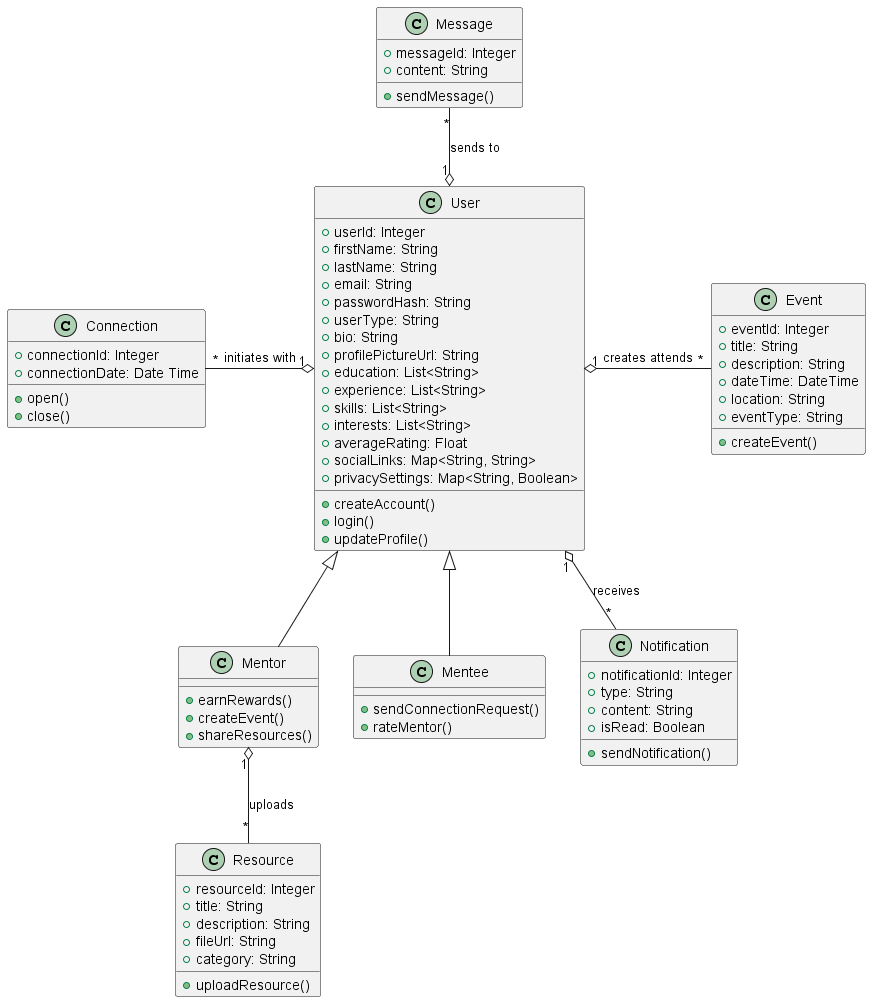 C Message
messageId: Integer
content: String
sendMessage()
*
sends to
1
C User
userId: Integer
firstName: String
lastName: String
email: String
passwordHash: String
userType: String
bio: String
profilePictureUrl: String
education: List<String>
experience: List<String>
skills: List<String>
interests: List<String>
averageRating: Float
socialLinks: Map<String, String>
privacySettings: Map<String, Boolean>
createAccount()
login()
updateProfile()
C Connection
connectionId: Integer
connectionDate: Date Time
open()
close()
* initiates with 1
1 creates attends *
C Event
eventId: Integer
title: String
description: String
dateTime: DateTime
location: String
eventType: String
createEvent()
1
receives
*
C Mentor
earnRewards()
createEvent()
shareResources()
C Mentee
sendConnectionRequest()
rateMentor()
C Notification
notificationId: Integer
type: String
content: String
isRead: Boolean
sendNotification()
1
uploads
*
C Resource
resourceId: Integer
title: String
description: String
fileUrl: String
category: String
uploadResource()